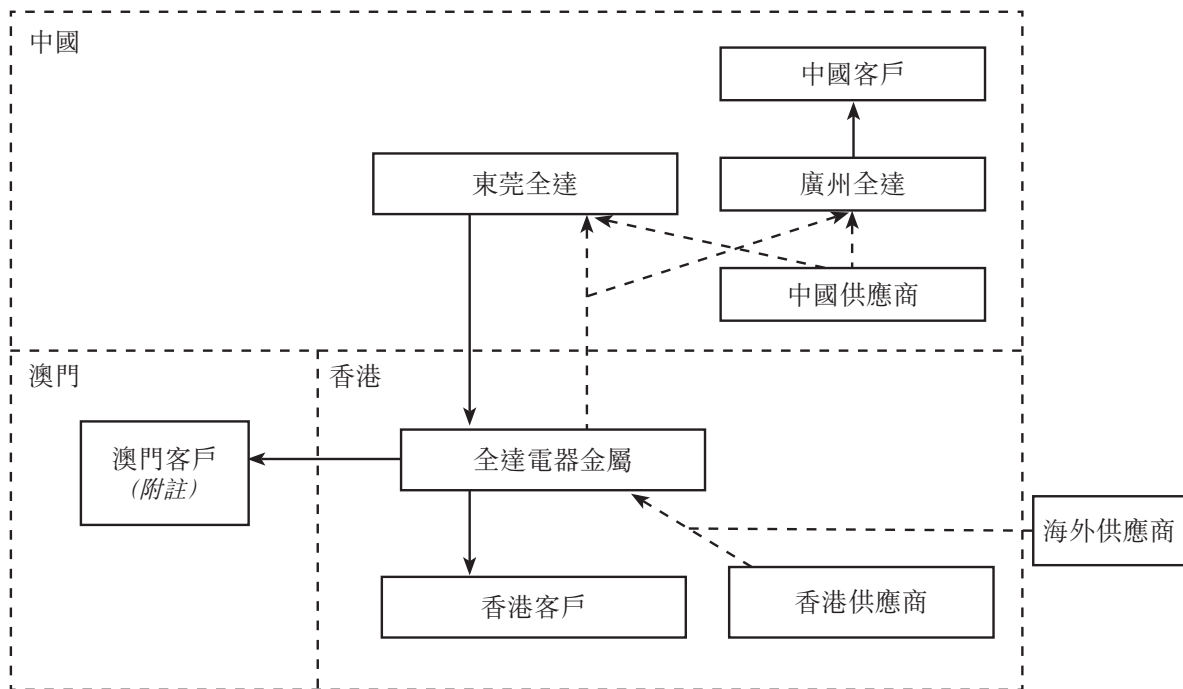 中國
中國客戶
東莞全達
廣州全達
中國供應商
澳門
香港
澳門客戶
(附註)
全達電器金屬
海外供應商
香港客戶
香港供應商